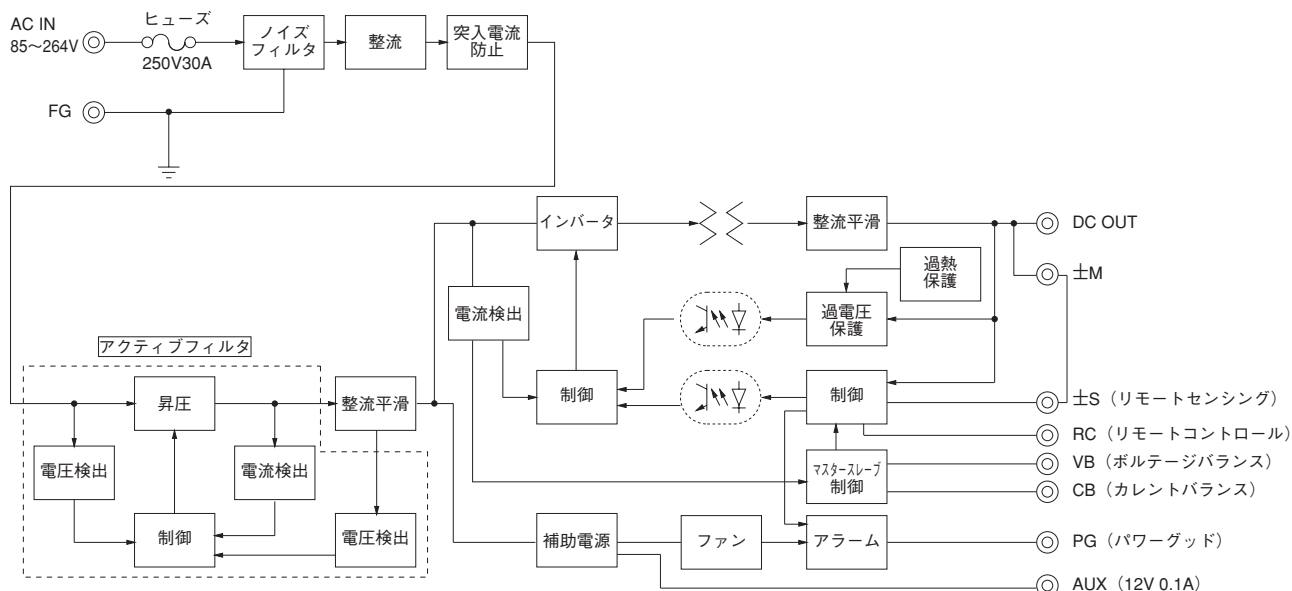 AC IN
85〜264V
ヒューズ
250V30A
ノイズ
フィルタ
整流
突入電流
防止
FG
インバータ
整流平滑
DC OUT
過熱
保護
±M
電流検出
過電圧
保護
アクティブフィルタ
制御
制御
±S（リモートセンシング）
昇圧
整流平滑
RC（リモートコントロール）
電圧検出
電流検出
マスタースレーブ
制御
VB（ボルテージバランス）
CB（カレントバランス）
制御
電圧検出
補助電源
ファン
アラーム
PG（パワーグッド）
AUX（12V 0.1A）